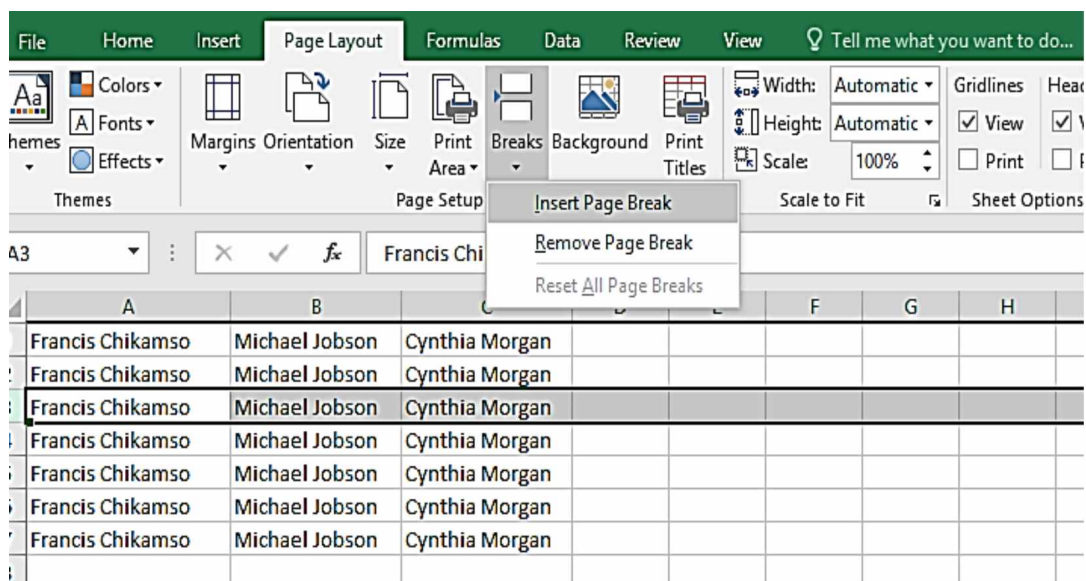 File Home Insert Page Layout Formulas Data Review View Tell me what you want to do...
Aa Colors Width: Automatic Gridlines
A Fonts Height: Automatic View
Effects Margins Orientation Size Print Area Breaks Background Print Titles Scale: 100% Print
Themes Page Setup Scale to Fit Sheet Options
Insert Page Break
Remove Page Break
Reset All Page Breaks
A3 fx Francis Chi
A B F G H
Francis Chikamso Michael Jobson Cynthia Morgan
Francis Chikamso Michael Jobson Cynthia Morgan
Francis Chikamso Michael Jobson Cynthia Morgan
Francis Chikamso Michael Jobson Cynthia Morgan
Francis Chikamso Michael Jobson Cynthia Morgan
Francis Chikamso Michael Jobson Cynthia Morgan
Francis Chikamso Michael Jobson Cynthia Morgan